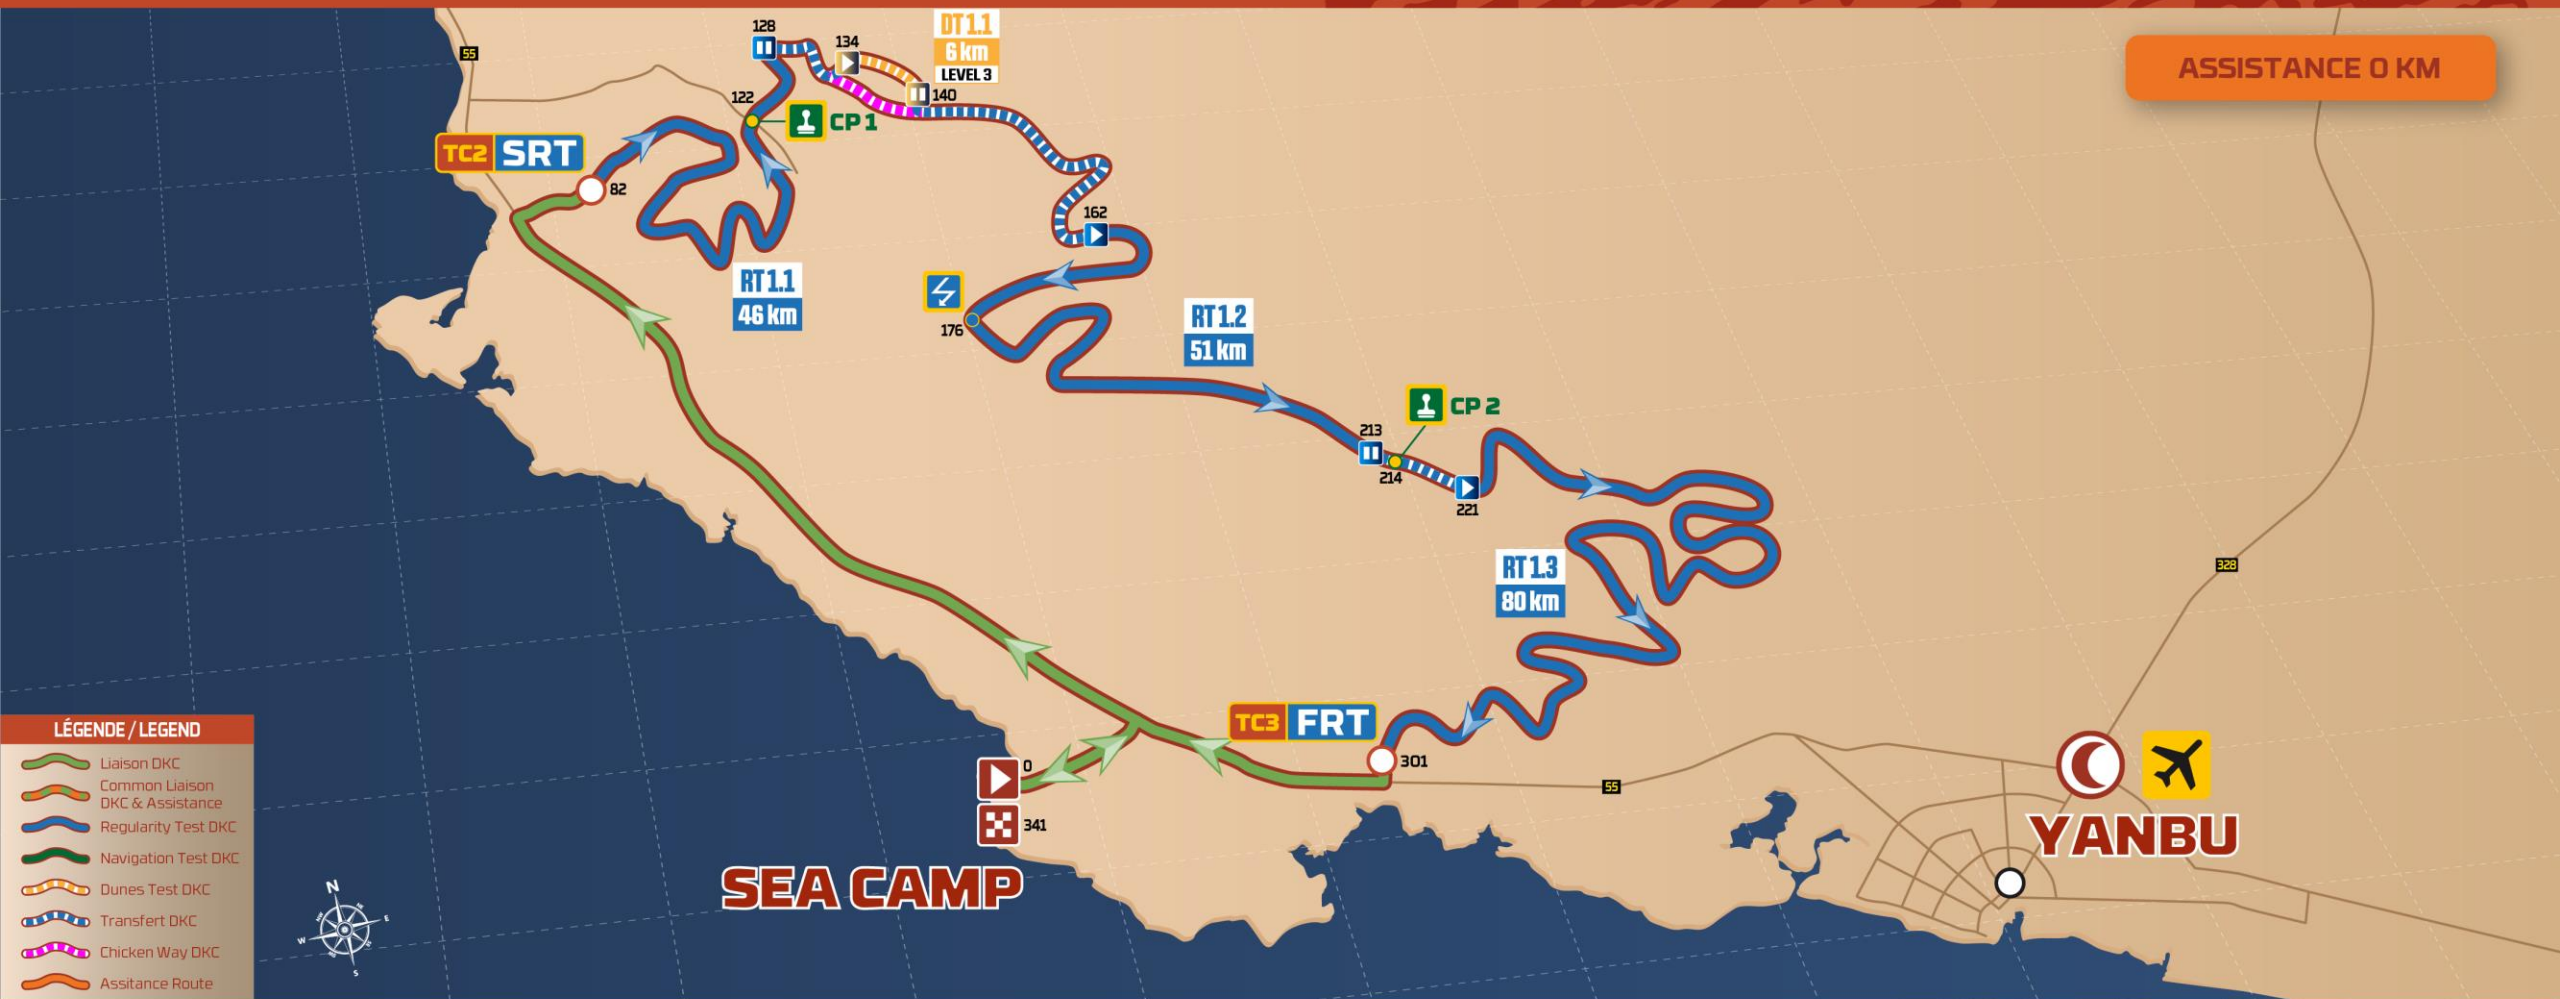 ASSISTANCE 0 KM
128
55
134
DT 1.1
6 km
LEVEL 3
122
140
CP 1
TC2 SRT
82
162
RT 1.1
46 km
176
RT 1.2
51 km
CP 2
213
214
221
RT 1.3
80 km
328
TC3 FRT
301
55
0
341
SEA CAMP
YANBU
LÉGENDE / LEGEND
Liaison DKC
Common Liaison
DKC & Assistance
Regularity Test DKC
Navigation Test DKC
Dunes Test DKC
Transfert DKC
Chicken Way DKC
Assitance Route
N
E
W
S